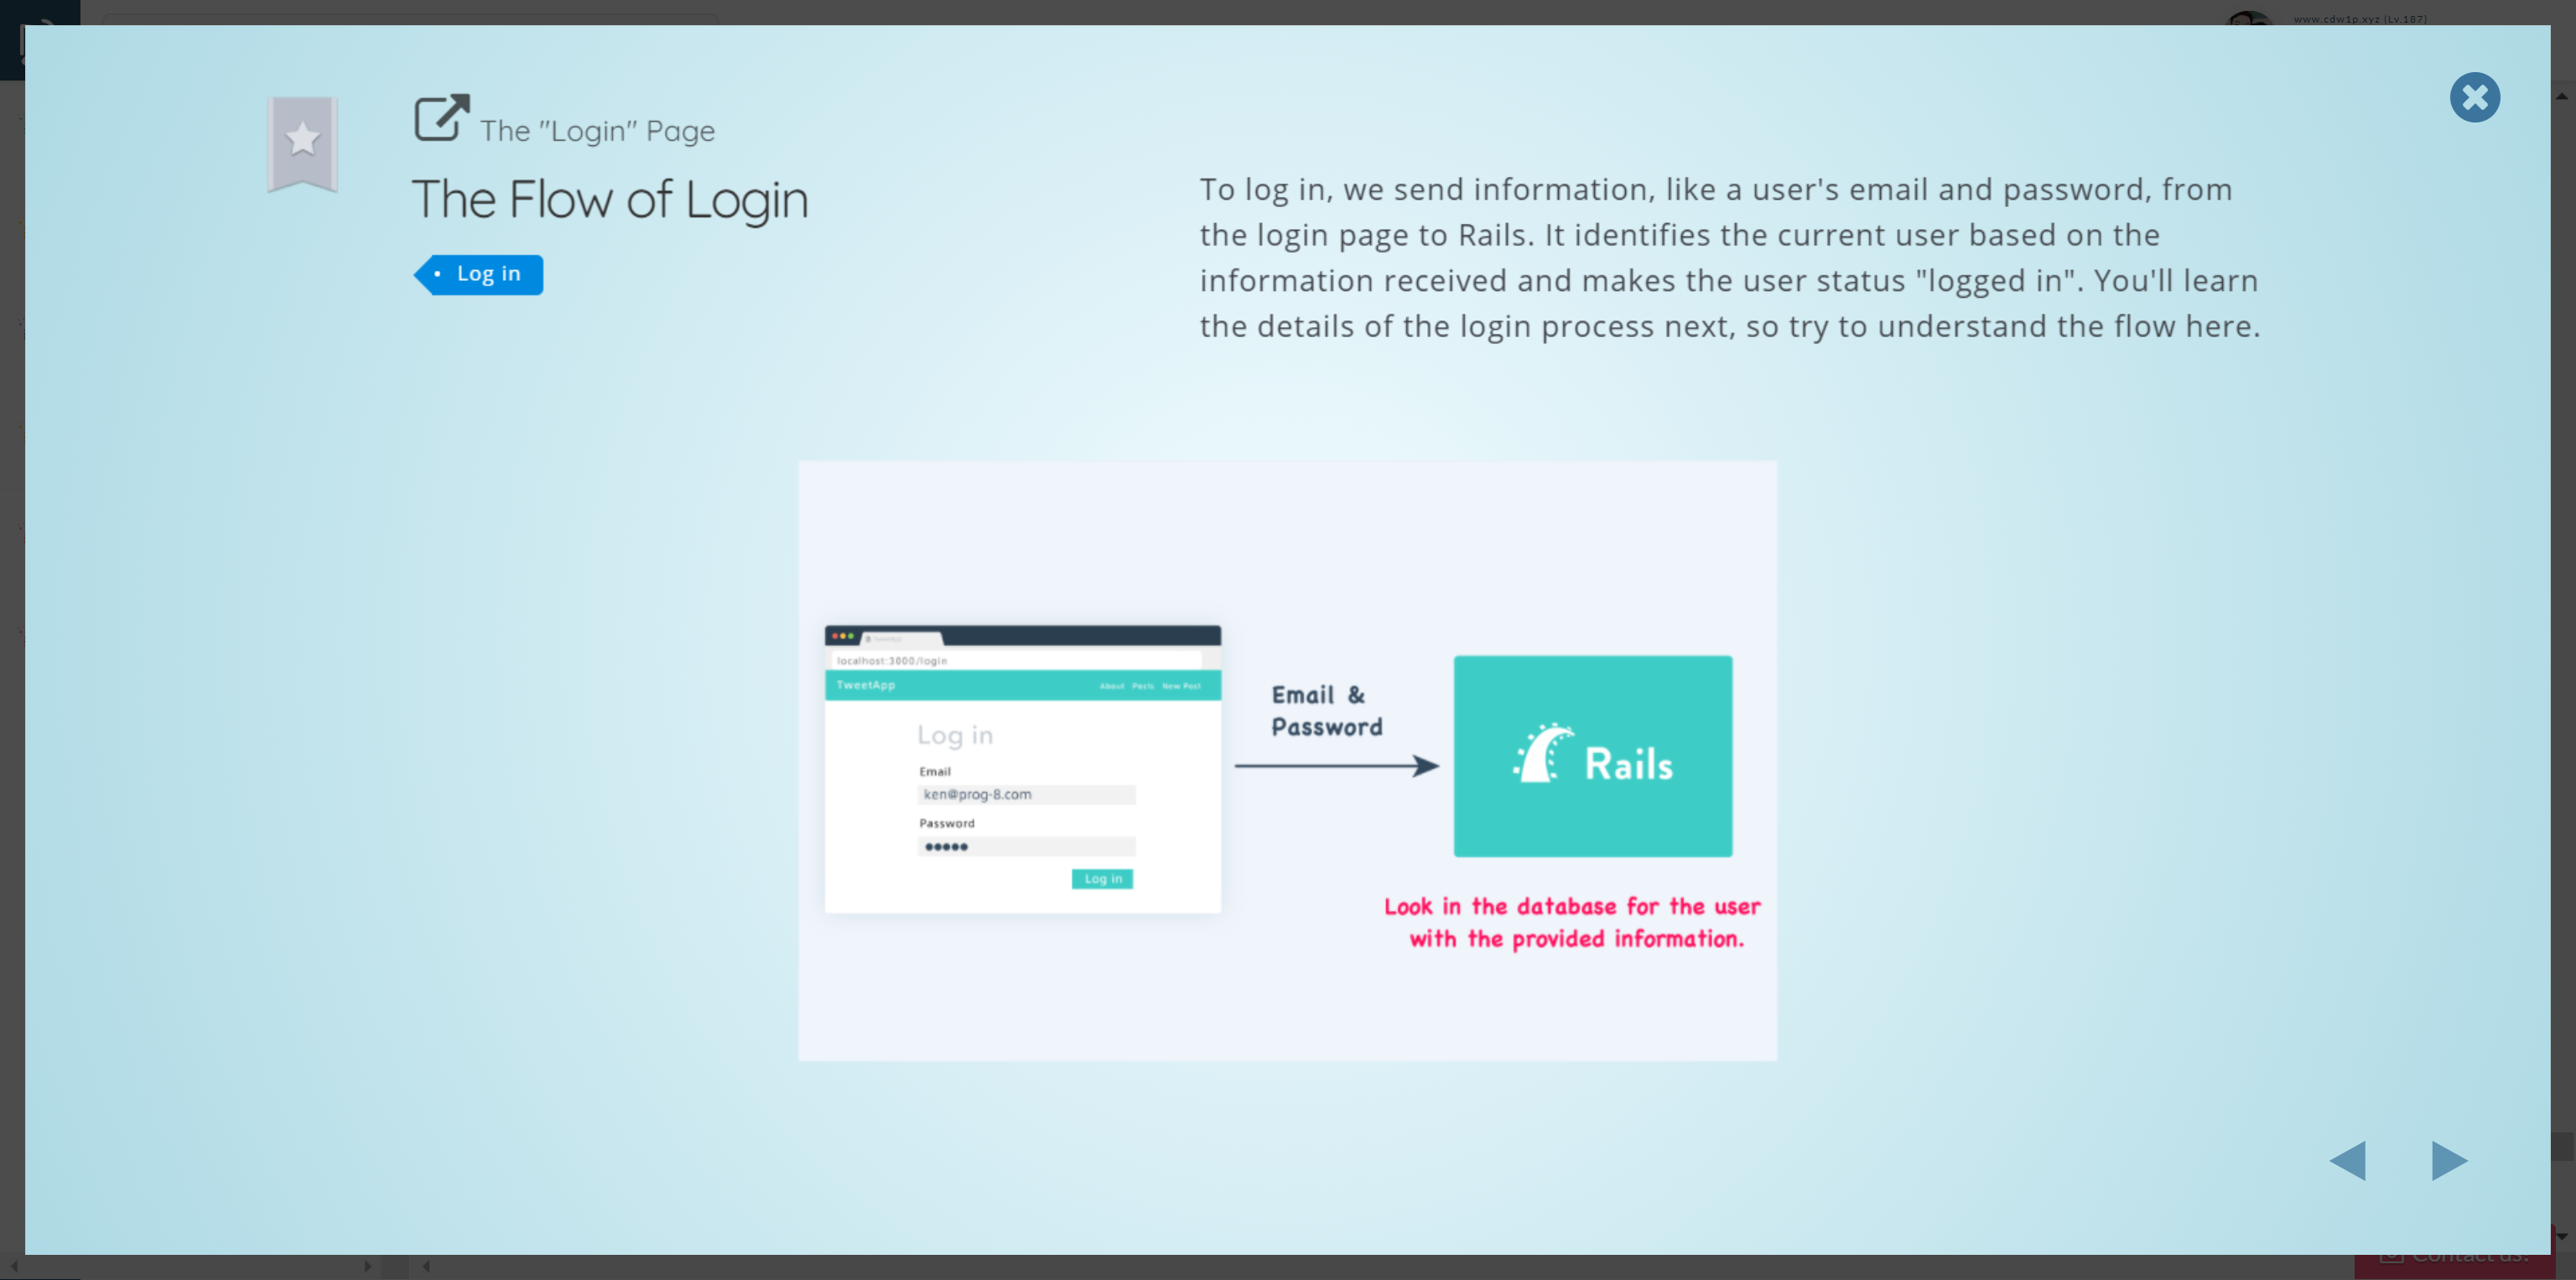 www.cdw1p.xyz (Lv.187)
The "Login" Page
The Flow of Login
• Log in
To log in, we send information, like a user's email and password, from
the login page to Rails. It identifies the current user based on the
information received and makes the user status "logged in". You'll learn
the details of the login process next, so try to understand the flow here.
TweetApp
localhost:3000/login
TweetApp
About Posts New Post
Log in
Email
ken@prog-8.com
Password
●●●●●
Log in
Email &
Password
Rails
Look in the database for the user
with the provided information.
Contact us!